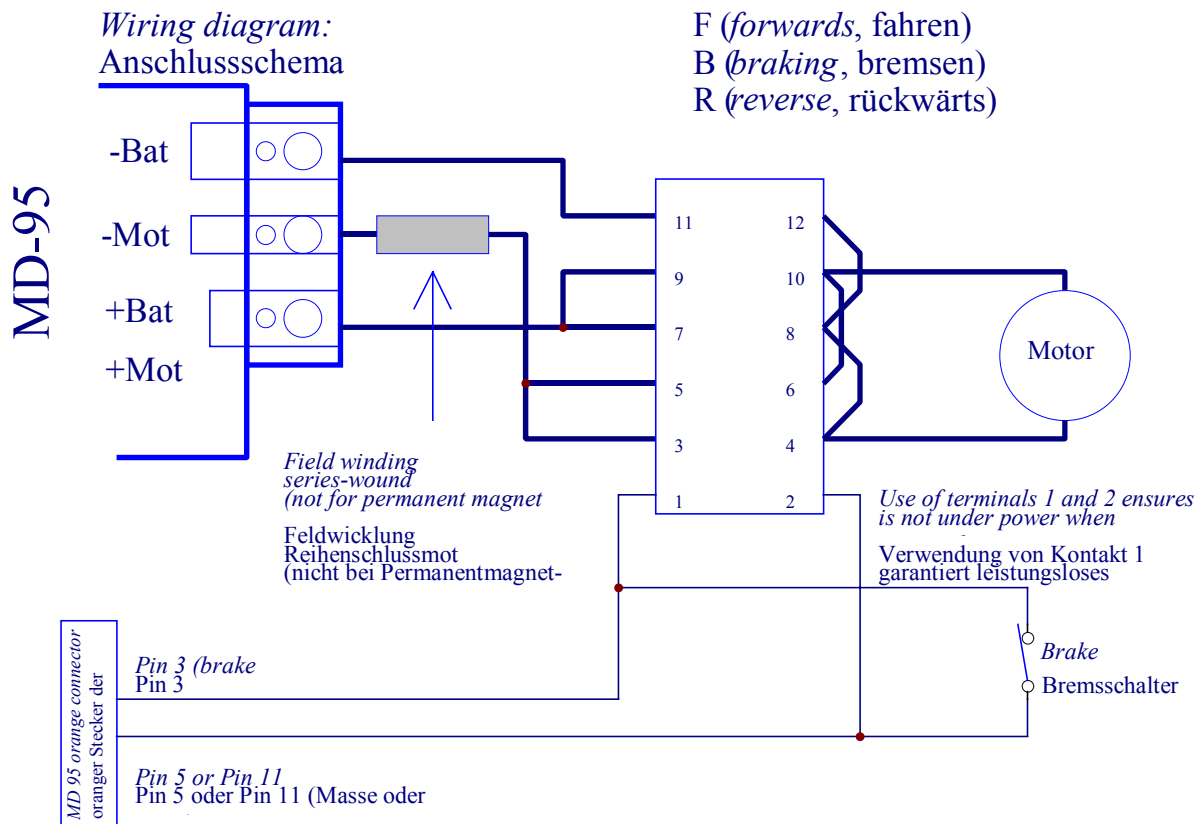 Wiring diagram:
Anschlussschema
F (forwards, fahren)
B (braking, bremsen)
R (reverse, rückwärts)
MD-95
-Bat
-Mot
+Bat
+Mot
11
12
9
10
7
8
5
6
3
4
1
2
Motor
Field winding
series-wound
(not for permanent magnet
Feldwicklung
Reihenschlussmot
(nicht bei Permanentmagnet-
Use of terminals 1 and 2 ensures
is not under power when
Verwendung von Kontakt 1
garantiert leistungsloses
Brake
Bremsschalter
MD 95 orange connector
oranger Stecker der
Pin 3 (brake
Pin 3
Pin 5 or Pin 11
Pin 5 oder Pin 11 (Masse oder